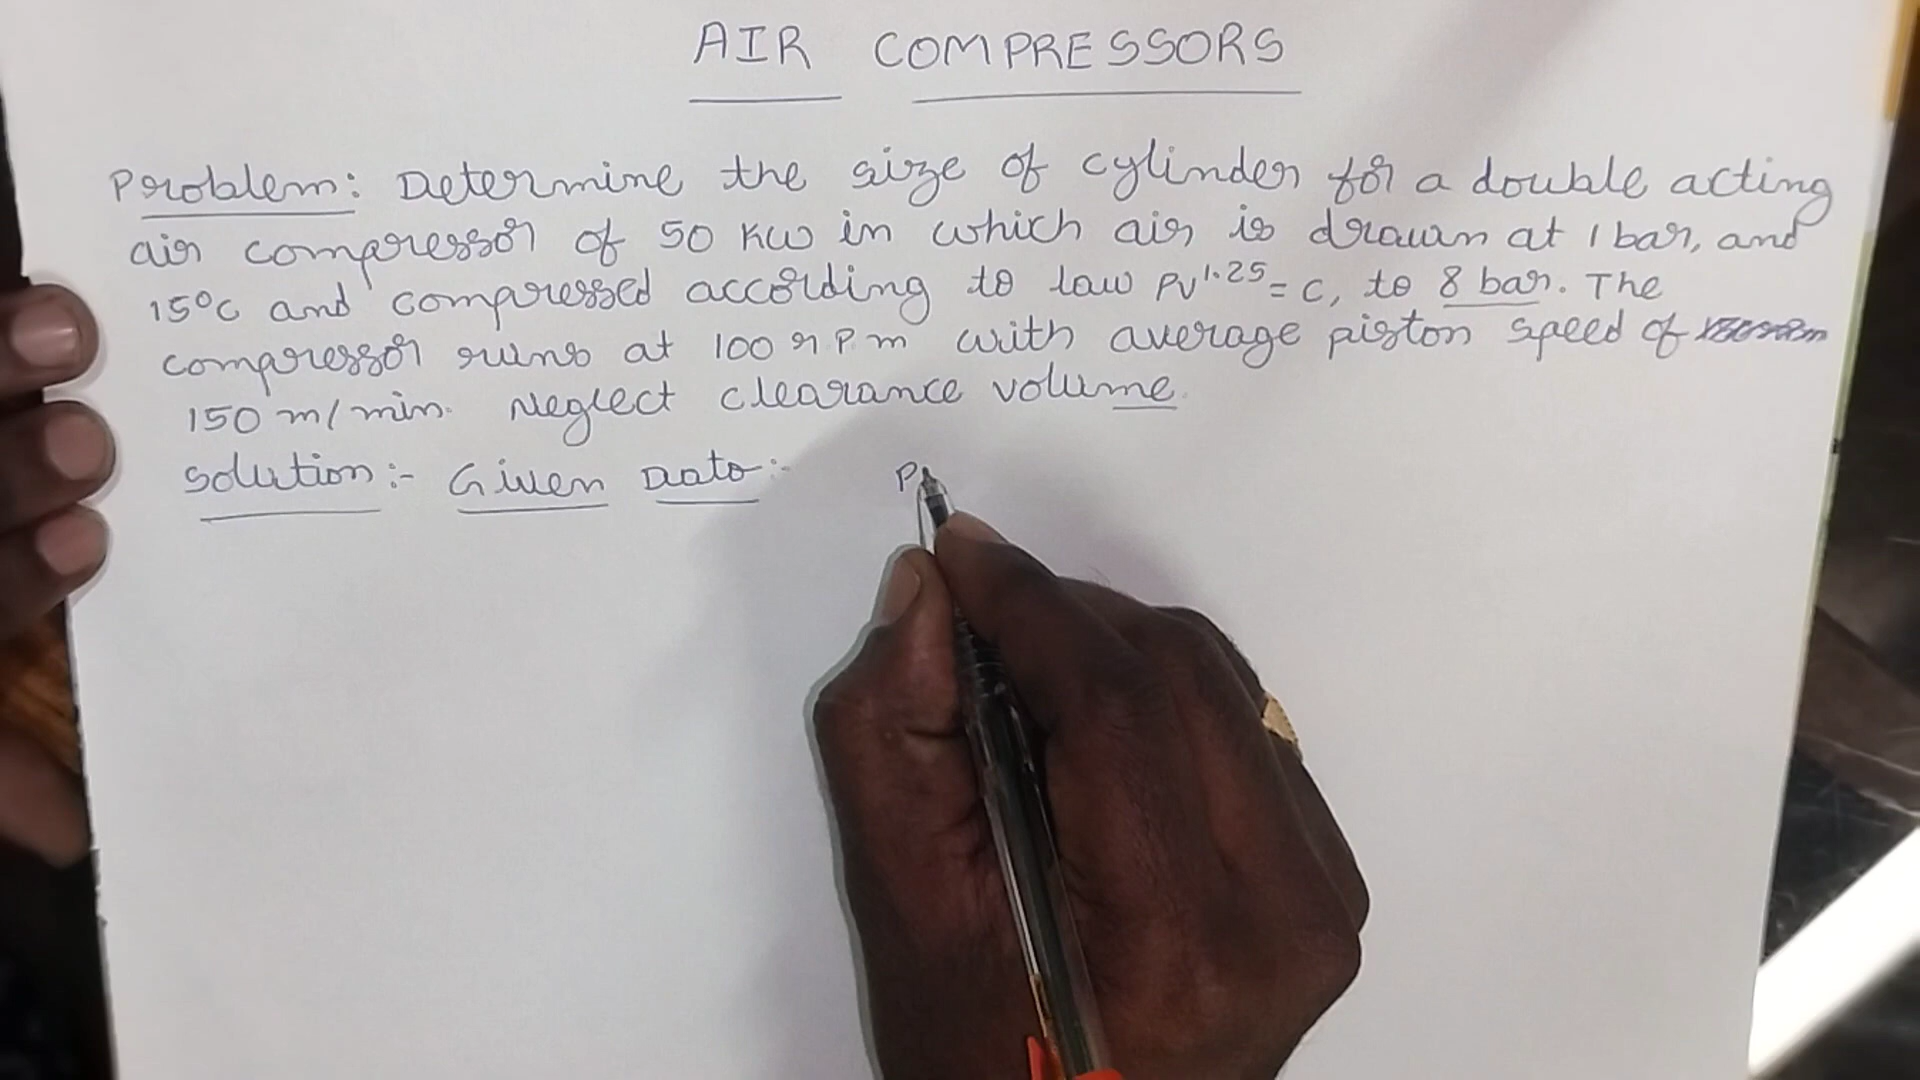 AIR COMPRESSORS
Problem: Determine the size of cylinder for a double acting
air compressor of 50 KW in which air is drawn at 1 bar, and
15°C and compressed according to law PV^1.25 = C, to 8 bar. The
compressor runs at 100 rpm with average piston speed of
150 m/min. Neglect clearance volume.
Solution:- Given Data:- P